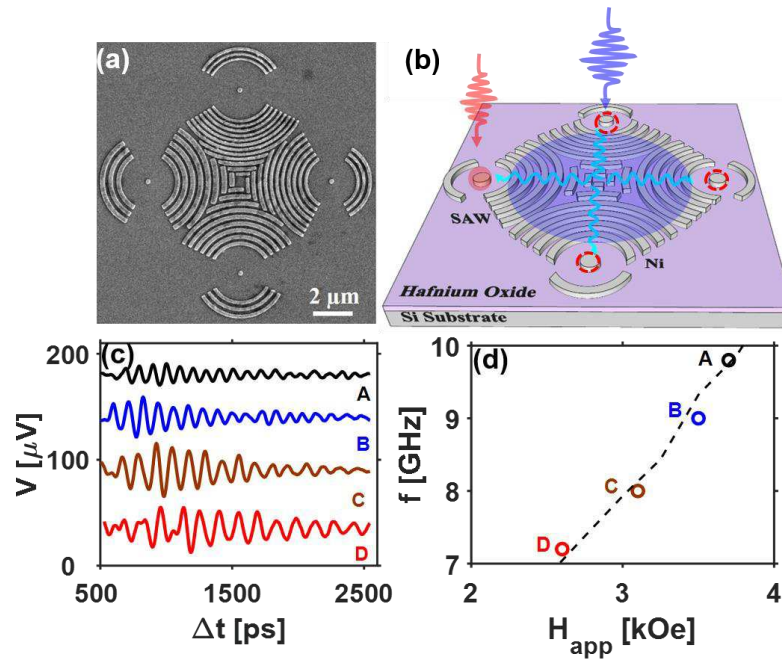 (a)
2 µm
(b)
SAW
Ni
Hafnium Oxide
Si Substrate
(c)
200
100
0
V [µV]
A
B
C
D
500
1500
2500
Δt [ps]
(d)
10
9
8
7
f [GHz]
A
B
C
D
2
3
4
H_app [kOe]